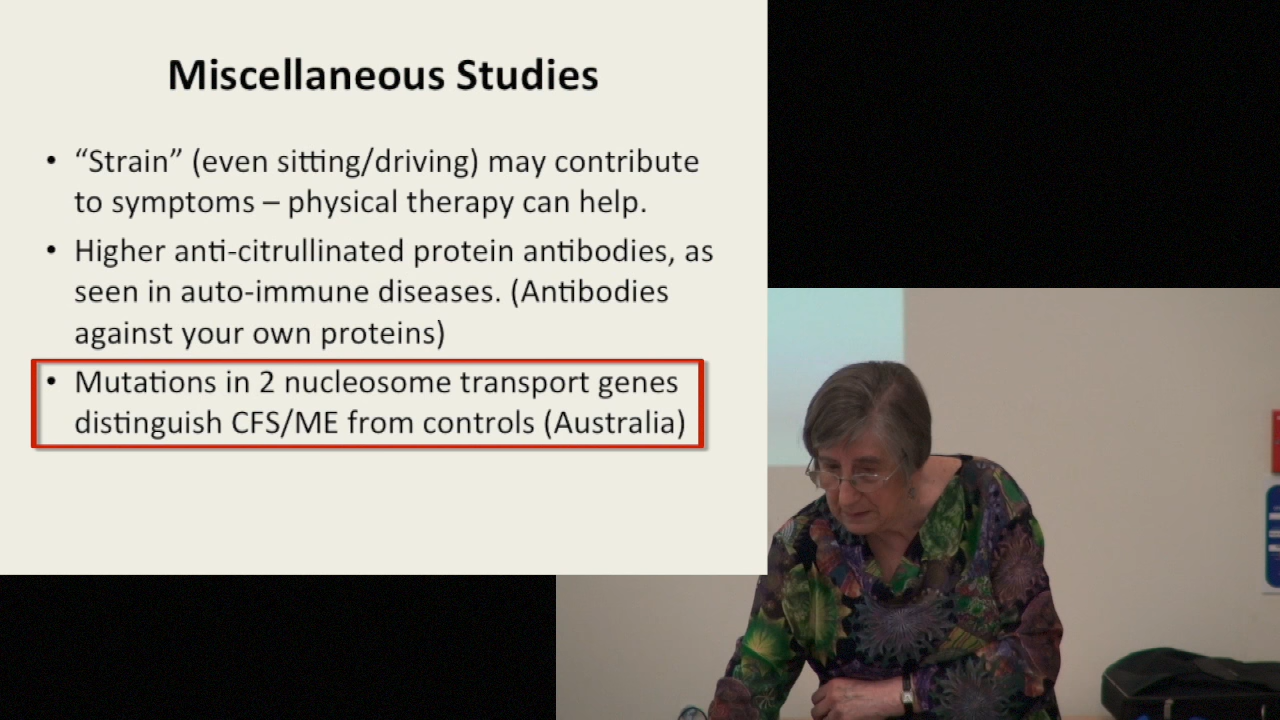 Miscellaneous Studies
• “Strain” (even sitting/driving) may contribute
to symptoms – physical therapy can help.
• Higher anti-citrullinated protein antibodies, as
seen in auto-immune diseases. (Antibodies
against your own proteins)
• Mutations in 2 nucleosome transport genes
distinguish CFS/ME from controls (Australia)